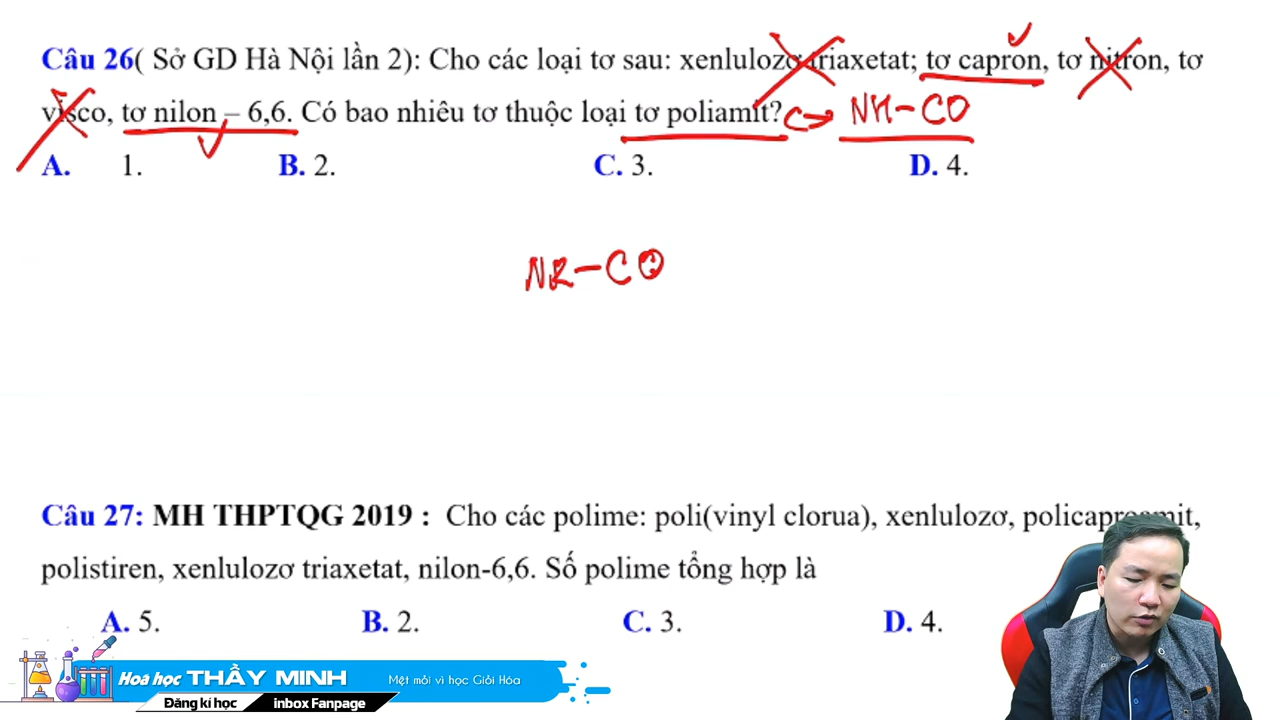 Câu 26( Sở GD Hà Nội lần 2): Cho các loại tơ sau: xenlulozơ triaxetat; tơ capron, tơ nitron, tơ
visco, tơ nilon – 6,6. Có bao nhiêu tơ thuộc loại tơ poliamit? NH-CO
A. 1. B. 2. C. 3. D. 4.
Câu 27: MH THPTQG 2019 : Cho các polime: poli(vinyl clorua), xenlulozơ, policaproamit,
polistiren, xenlulozơ triaxetat, nilon-6,6. Số polime tổng hợp là
A. 5. B. 2. C. 3. D. 4.
Hoá học THẦY MINH Mệt mỏi vì học Giỏi Hóa
Đăng kí học inbox Fanpage